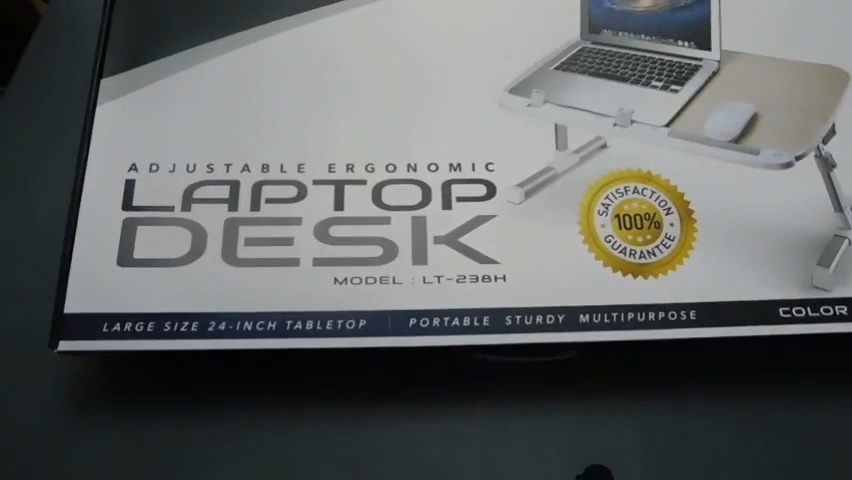 ADJUSTABLE ERGONOMIC
LAPTOP
DESK
MODEL : LT-238H
SATISFACTION
100%
GUARANTEE
LARGE SIZE 24-INCH TABLETOP | PORTABLE STURDY MULTIPURPOSE
COLOR